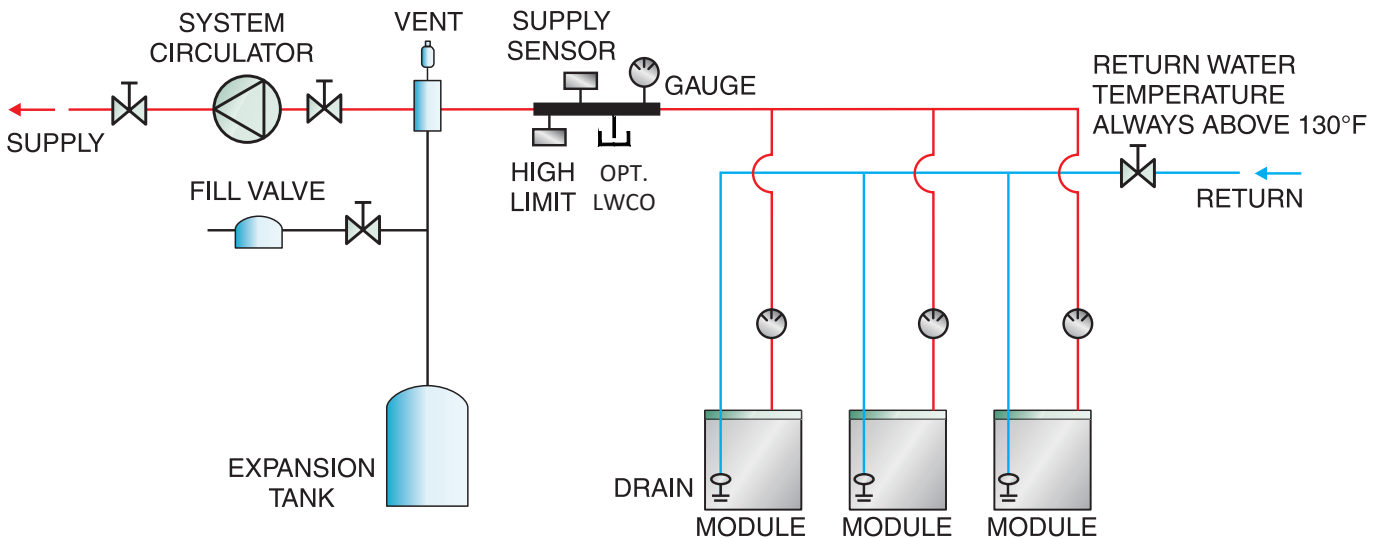 SYSTEM
CIRCULATOR
VENT
SUPPLY
SENSOR
GAUGE
RETURN WATER
TEMPERATURE
ALWAYS ABOVE 130°F
SUPPLY
HIGH
LIMIT
OPT.
LWCO
RETURN
FILL VALVE
EXPANSION
TANK
DRAIN
MODULE
MODULE
MODULE